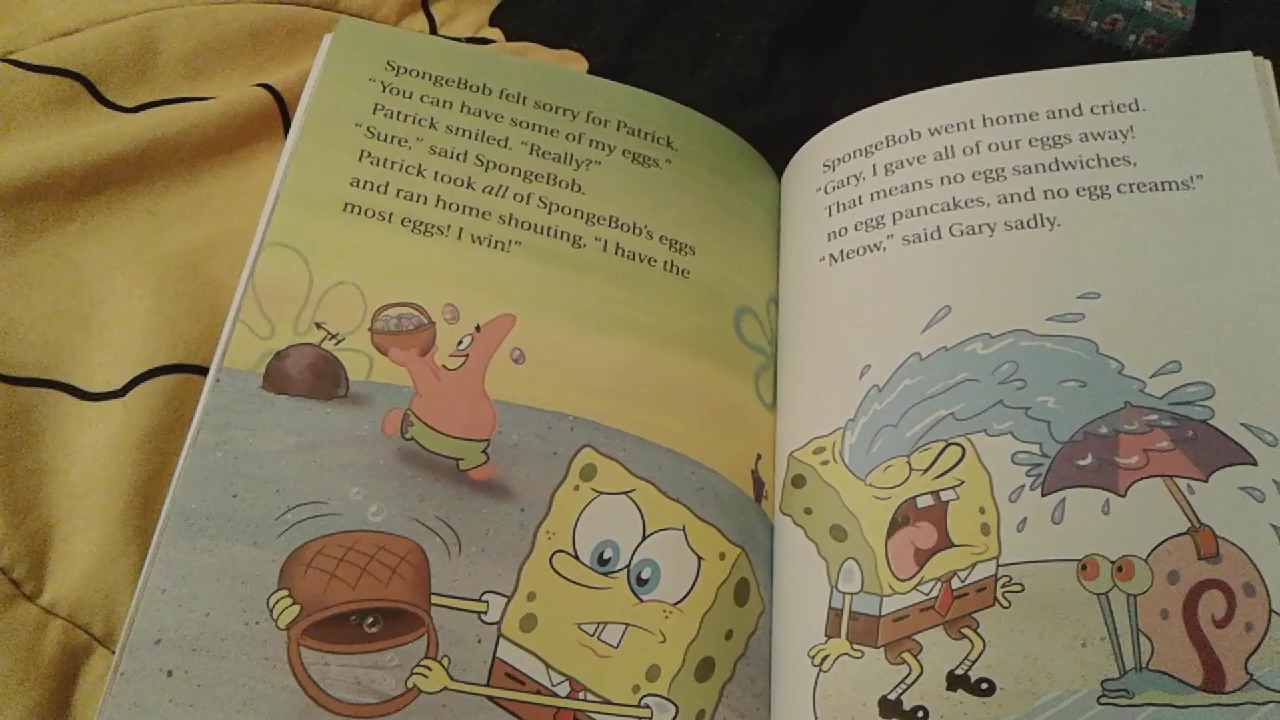 SpongeBob felt sorry for Patrick.
“You can have some of my eggs.”
Patrick smiled. “Really?”
“Sure,” said SpongeBob.
Patrick took all of SpongeBob’s eggs
and ran home shouting, “I have the
most eggs! I win!”
SpongeBob went home and cried.
“Gary, I gave all of our eggs away!
That means no egg sandwiches,
no egg pancakes, and no egg creams!”
“Meow,” said Gary sadly.